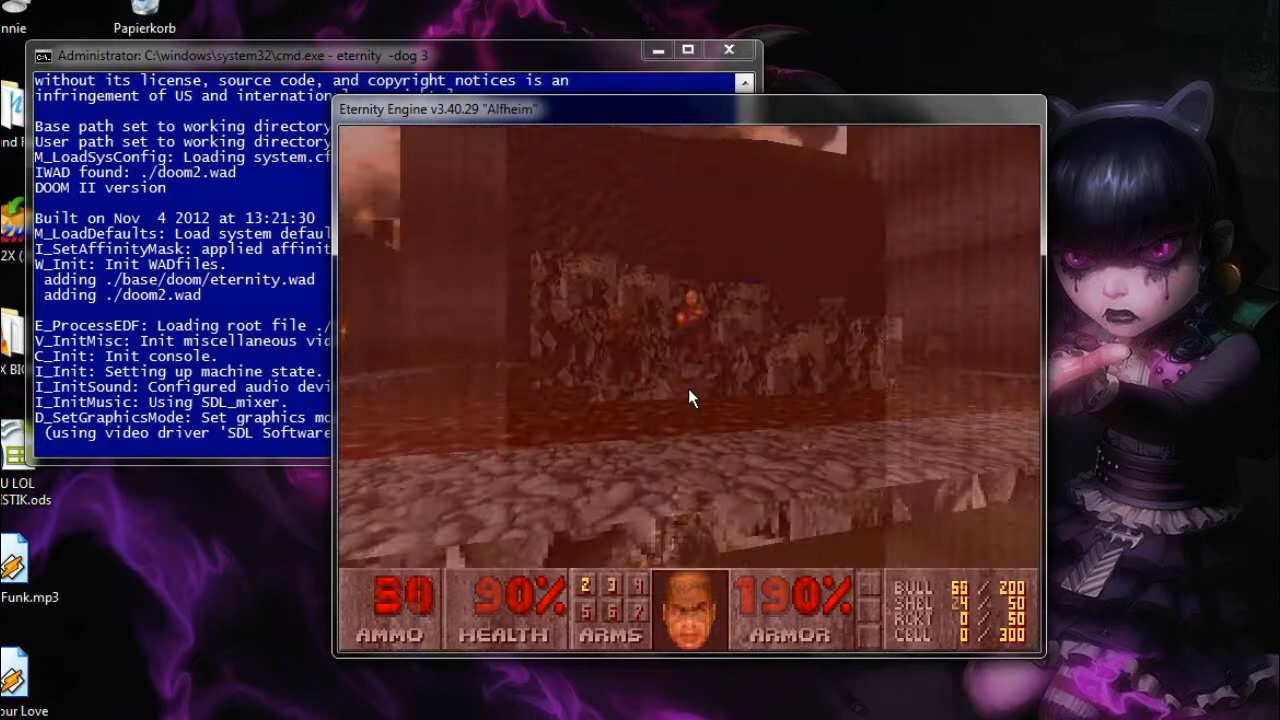 nnie
Papierkorb
Administrator: C:\windows\system32\cmd.exe - eternity -dog 3
without its license, source code, and copyright notices is an
infringement of US and internation
Base path set to working directory
User path set to working directory
M_LoadSysConfig: Loading system.cf
IWAD found: ./doom2.wad
DOOM II version
Built on Nov 4 2012 at 13:21:30
M_LoadDefaults: Load system defaul
I_SetAffinityMask: applied affinit
W_Init: Init WADfiles.
adding ./base/doom/eternity.wad
adding ./doom2.wad
E_ProcessEDF: Loading root file ./
V_InitMisc: Init miscellaneous vid
C_Init: Init console.
I_Init: Setting up machine state.
I_InitSound: Configured audio devi
I_InitMusic: Using SDL_mixer.
D_SetGraphicsMode: Set graphics mo
(using video driver 'SDL Software
Eternity Engine v3.40.29 "Alfheim"
2 3 4
5 6 7
90%
190%
AMMO
HEALTH
ARMS
ARMOR
BULL 50 / 200
SHEL 24 / 50
RCKT 0 / 50
CELL 0 / 300
U LOL
STIK.ods
Funk.mp3
our Love